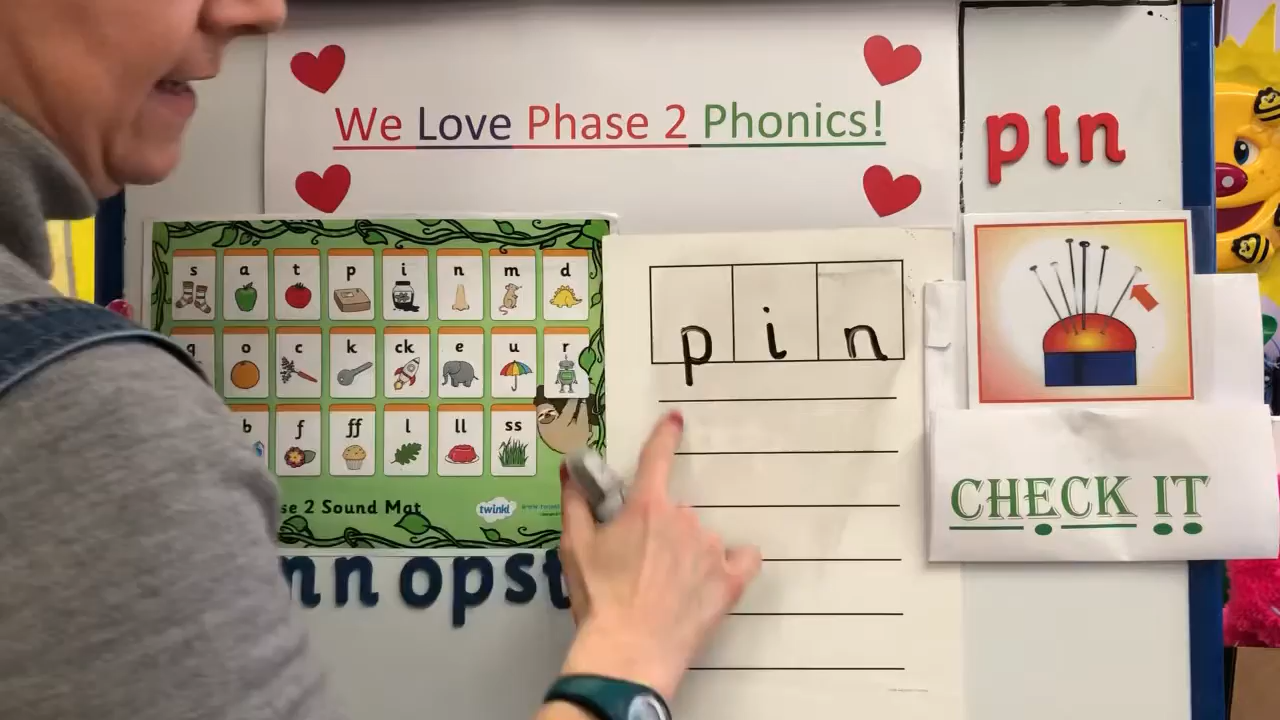 We Love Phase 2 Phonics!
pin
s a t p i n m d
o c k ck e u r
b f ff l ll ss
se 2 Sound Mat
twinkl
p i n
CHECK IT
nnopst